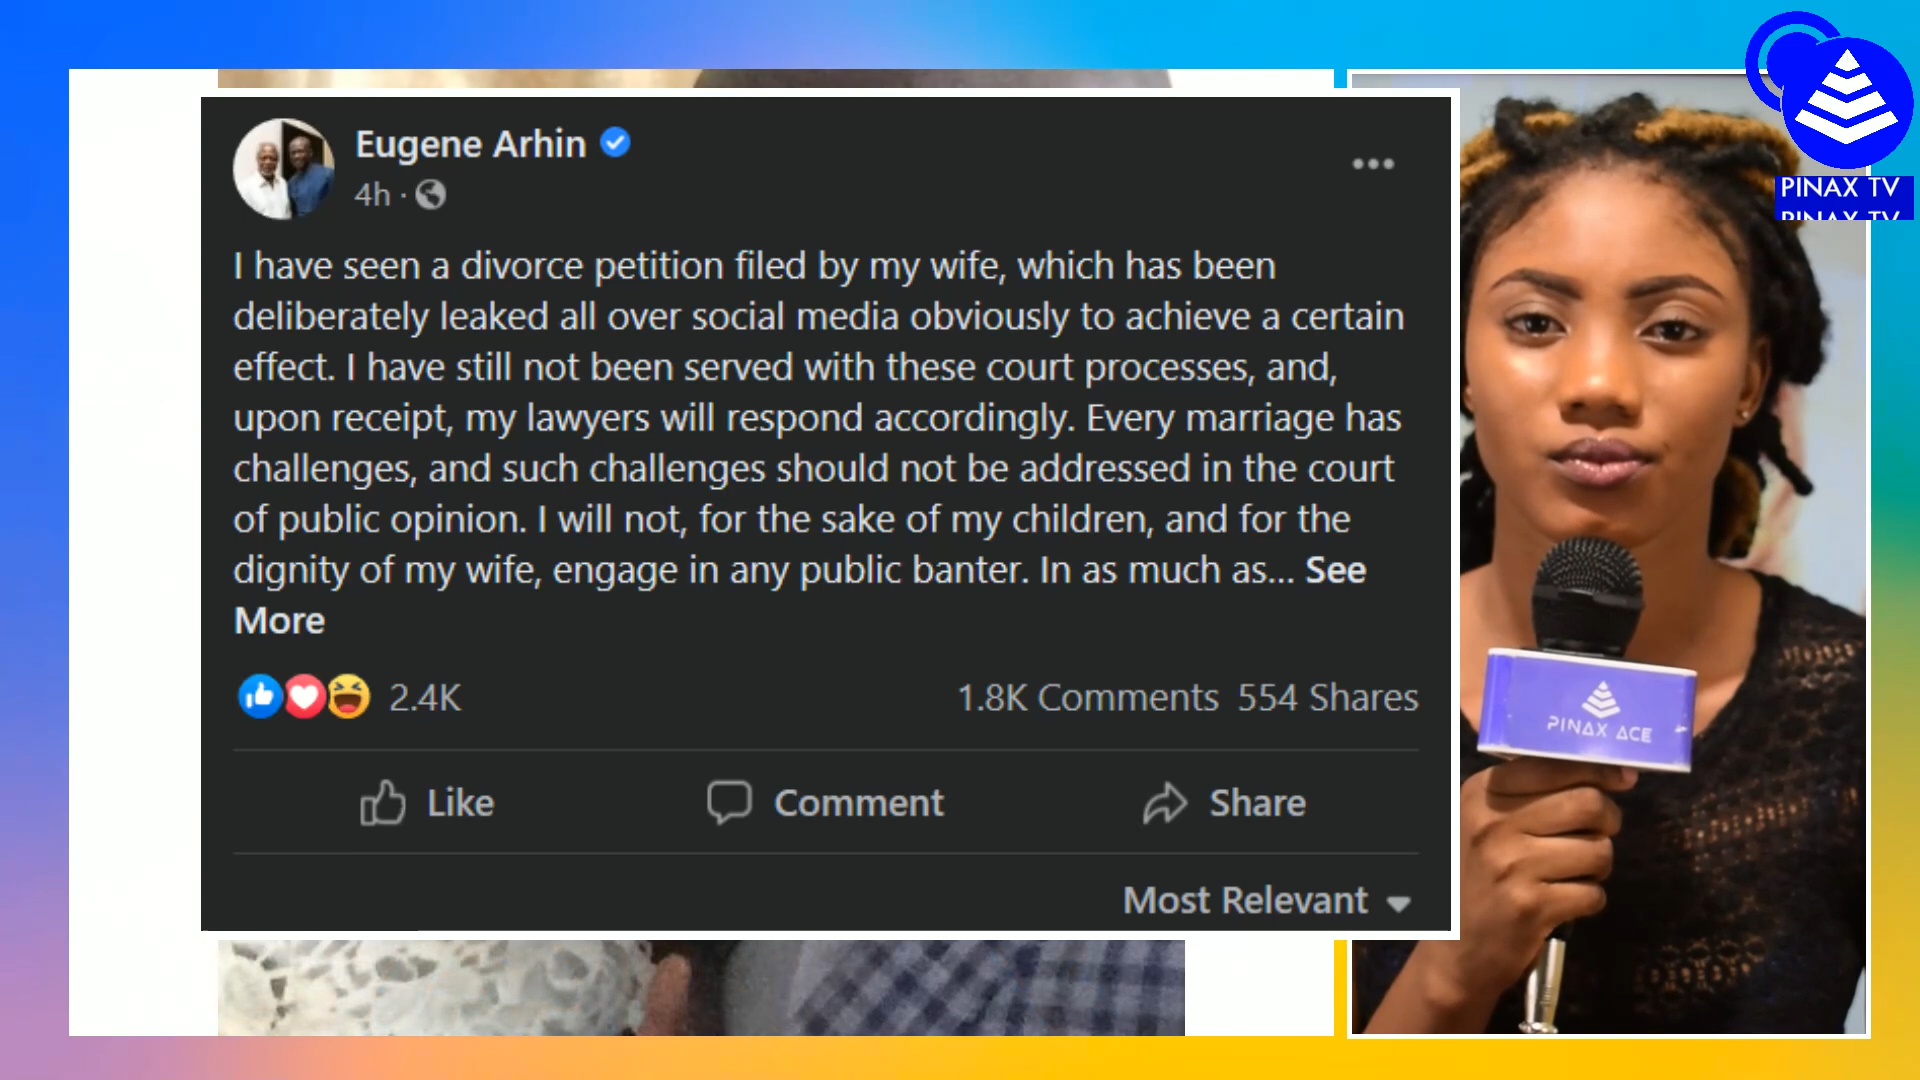 Eugene Arhin
4h ·
I have seen a divorce petition filed by my wife, which has been
deliberately leaked all over social media obviously to achieve a certain
effect. I have still not been served with these court processes, and,
upon receipt, my lawyers will respond accordingly. Every marriage has
challenges, and such challenges should not be addressed in the court
of public opinion. I will not, for the sake of my children, and for the
dignity of my wife, engage in any public banter. In as much as... See
More
2.4K
1.8K Comments 554 Shares
Like
Comment
Share
Most Relevant
PINAX TV
PINAX TV
PINAX ACE